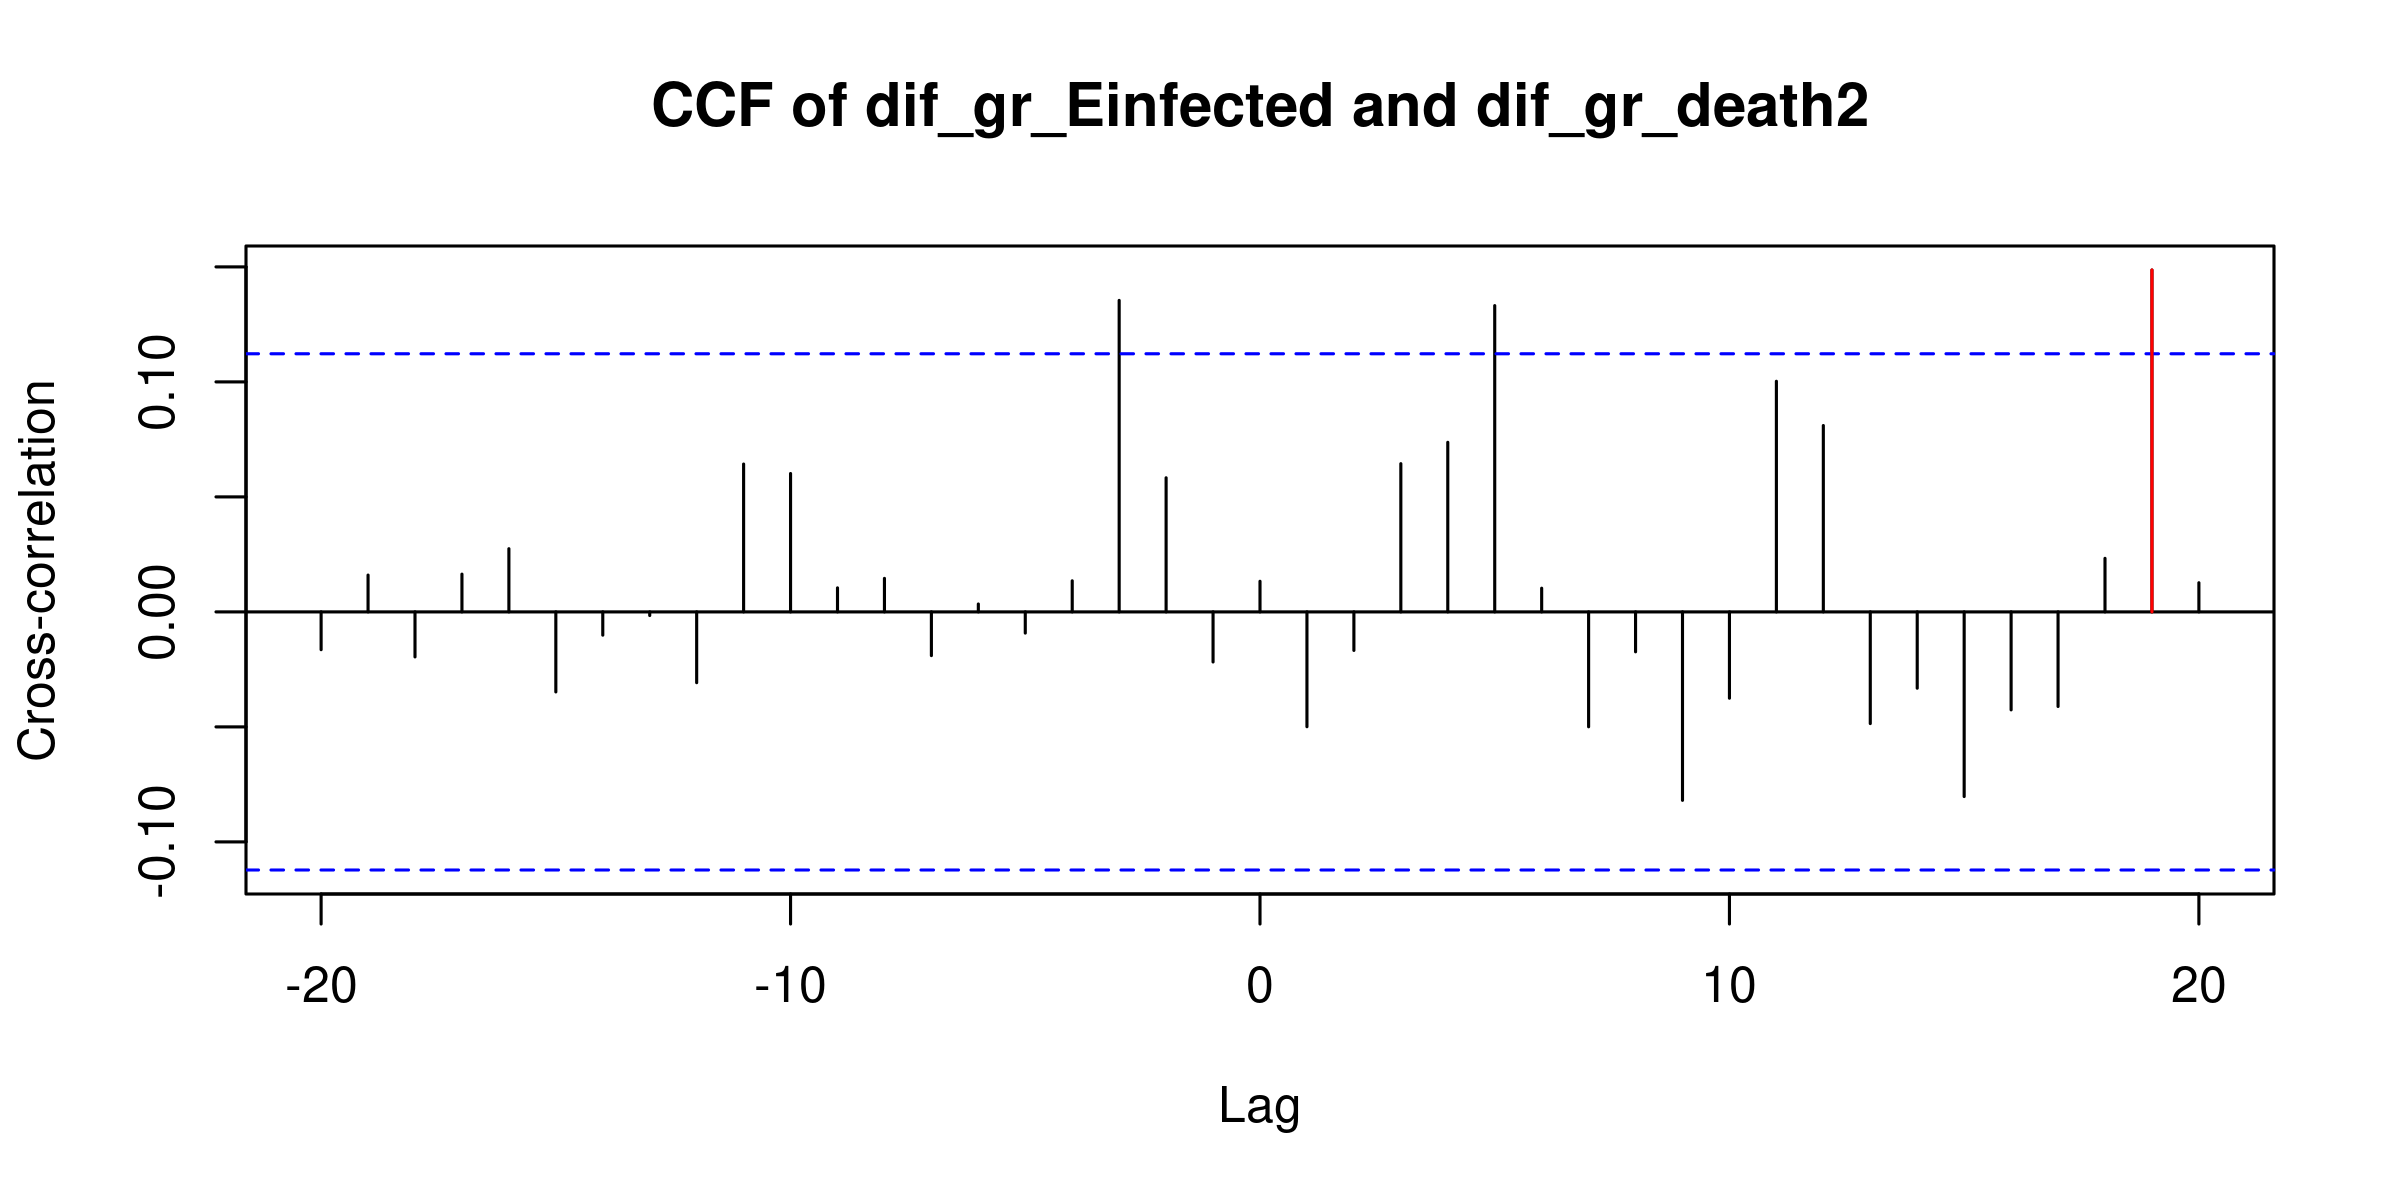 CCF of dif_gr_Einfected and dif_gr_death2
Cross-correlation
0.10
0.00
-0.10
-20 -10 0 10 20
Lag